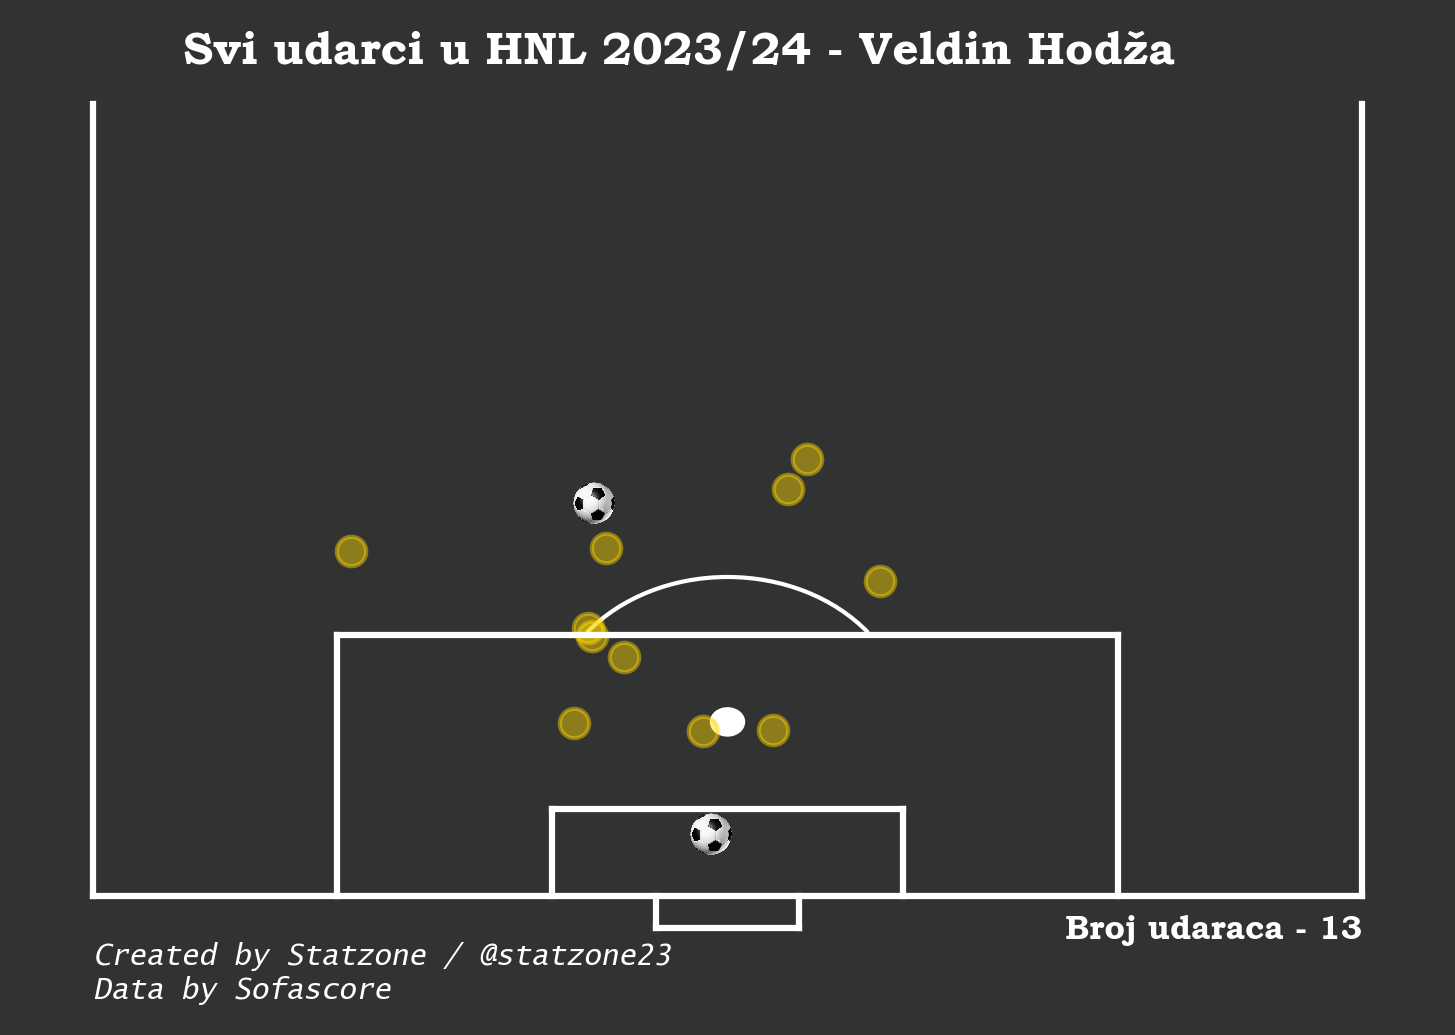 Svi udarci u HNL 2023/24 - Veldin Hodža
Broj udaraca - 13
Created by Statzone / @statzone23
Data by Sofascore